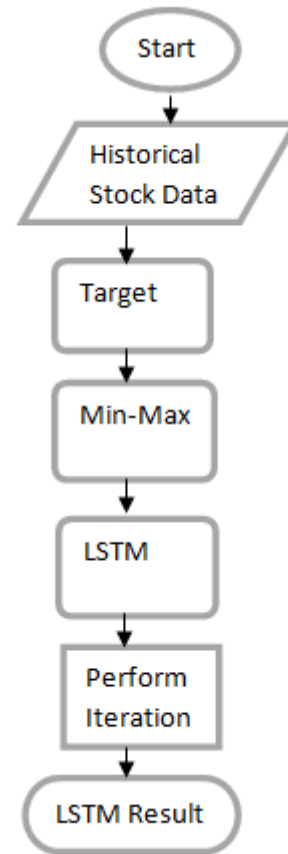 Start
Historical
Stock Data
Target
Min-Max
LSTM
Perform
Iteration
LSTM Result